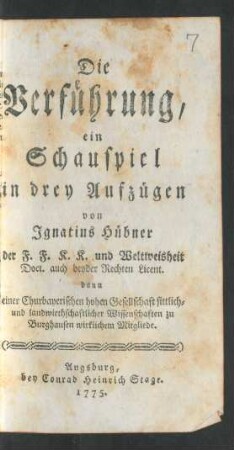 7
Die
Verführung,
ein
Schauspiel
in drey Aufzügen
von
Ignatius Hübner
der F. F. K. K. und Weltweisheit
Doct. auch beyder Rechten Licent.
dann
einer Churbayerischen hohen Gesellschaft sittlich-
und landwirthschaftlicher Wissenschaften zu
Burghausen wirklichem Mitgliede.
Augsburg,
bey Conrad Heinrich Stage.
1775.